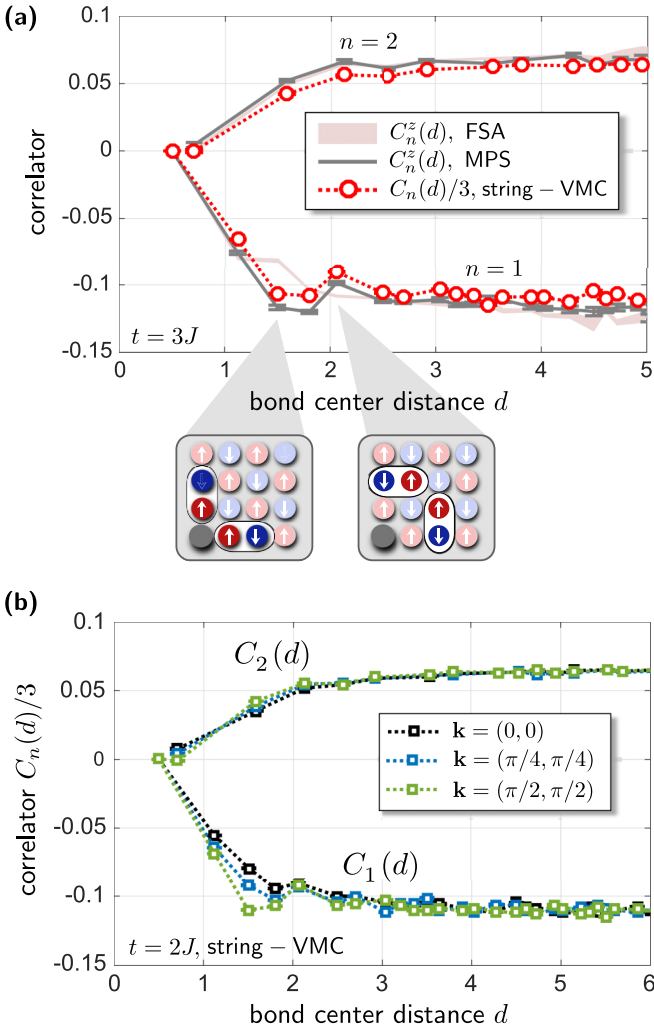 (a)
0.1
0.05
0
-0.05
-0.1
-0.15
correlator
n = 2
C_n^z(d), FSA
C_n^z(d), MPS
C_n(d)/3, string − VMC
n = 1
t = 3J
0 1 2 3 4 5
bond center distance d
(b)
0.1
0.05
0
-0.05
-0.1
-0.15
correlator C_n(d)/3
C_2(d)
k = (0, 0)
k = (π/4, π/4)
k = (π/2, π/2)
C_1(d)
t = 2J, string − VMC
0 1 2 3 4 5 6
bond center distance d